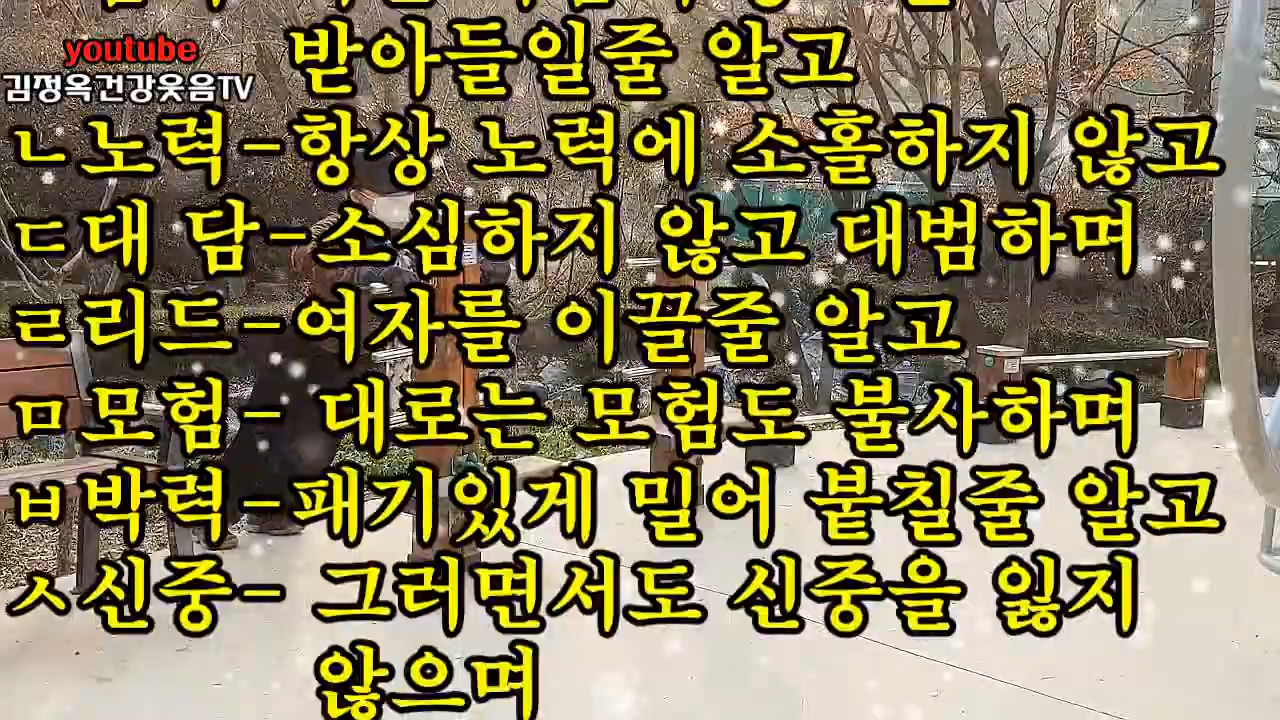 youtube
김정옥건강웃음TV
받아들일줄 알고
ㄴ노력-항상 노력에 소홀하지 않고
ㄷ대 담-소심하지 않고 대범하며
ㄹ리드-여자를 이끌줄 알고
ㅁ모험- 대로는 모험도 불사하며
ㅂ박력-패기있게 밀어 붙칠줄 알고
ㅅ신중- 그러면서도 신중을 잃지
않으며